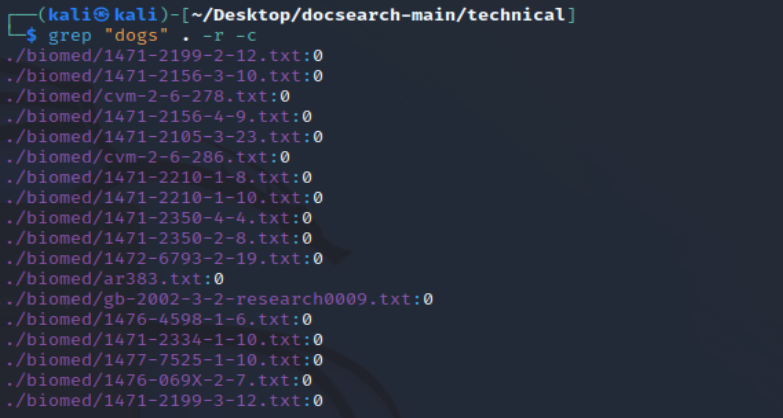 ┌──(kali㉿kali)-[~/Desktop/docsearch-main/technical]
└─$ grep "dogs" . -r -c
./biomed/1471-2199-2-12.txt:0
./biomed/1471-2156-3-10.txt:0
./biomed/cvm-2-6-278.txt:0
./biomed/1471-2156-4-9.txt:0
./biomed/1471-2105-3-23.txt:0
./biomed/cvm-2-6-286.txt:0
./biomed/1471-2210-1-8.txt:0
./biomed/1471-2210-1-10.txt:0
./biomed/1471-2350-4-4.txt:0
./biomed/1471-2350-2-8.txt:0
./biomed/1472-6793-2-19.txt:0
./biomed/ar383.txt:0
./biomed/gb-2002-3-2-research0009.txt:0
./biomed/1476-4598-1-6.txt:0
./biomed/1471-2334-1-10.txt:0
./biomed/1477-7525-1-10.txt:0
./biomed/1476-069X-2-7.txt:0
./biomed/1471-2199-3-12.txt:0